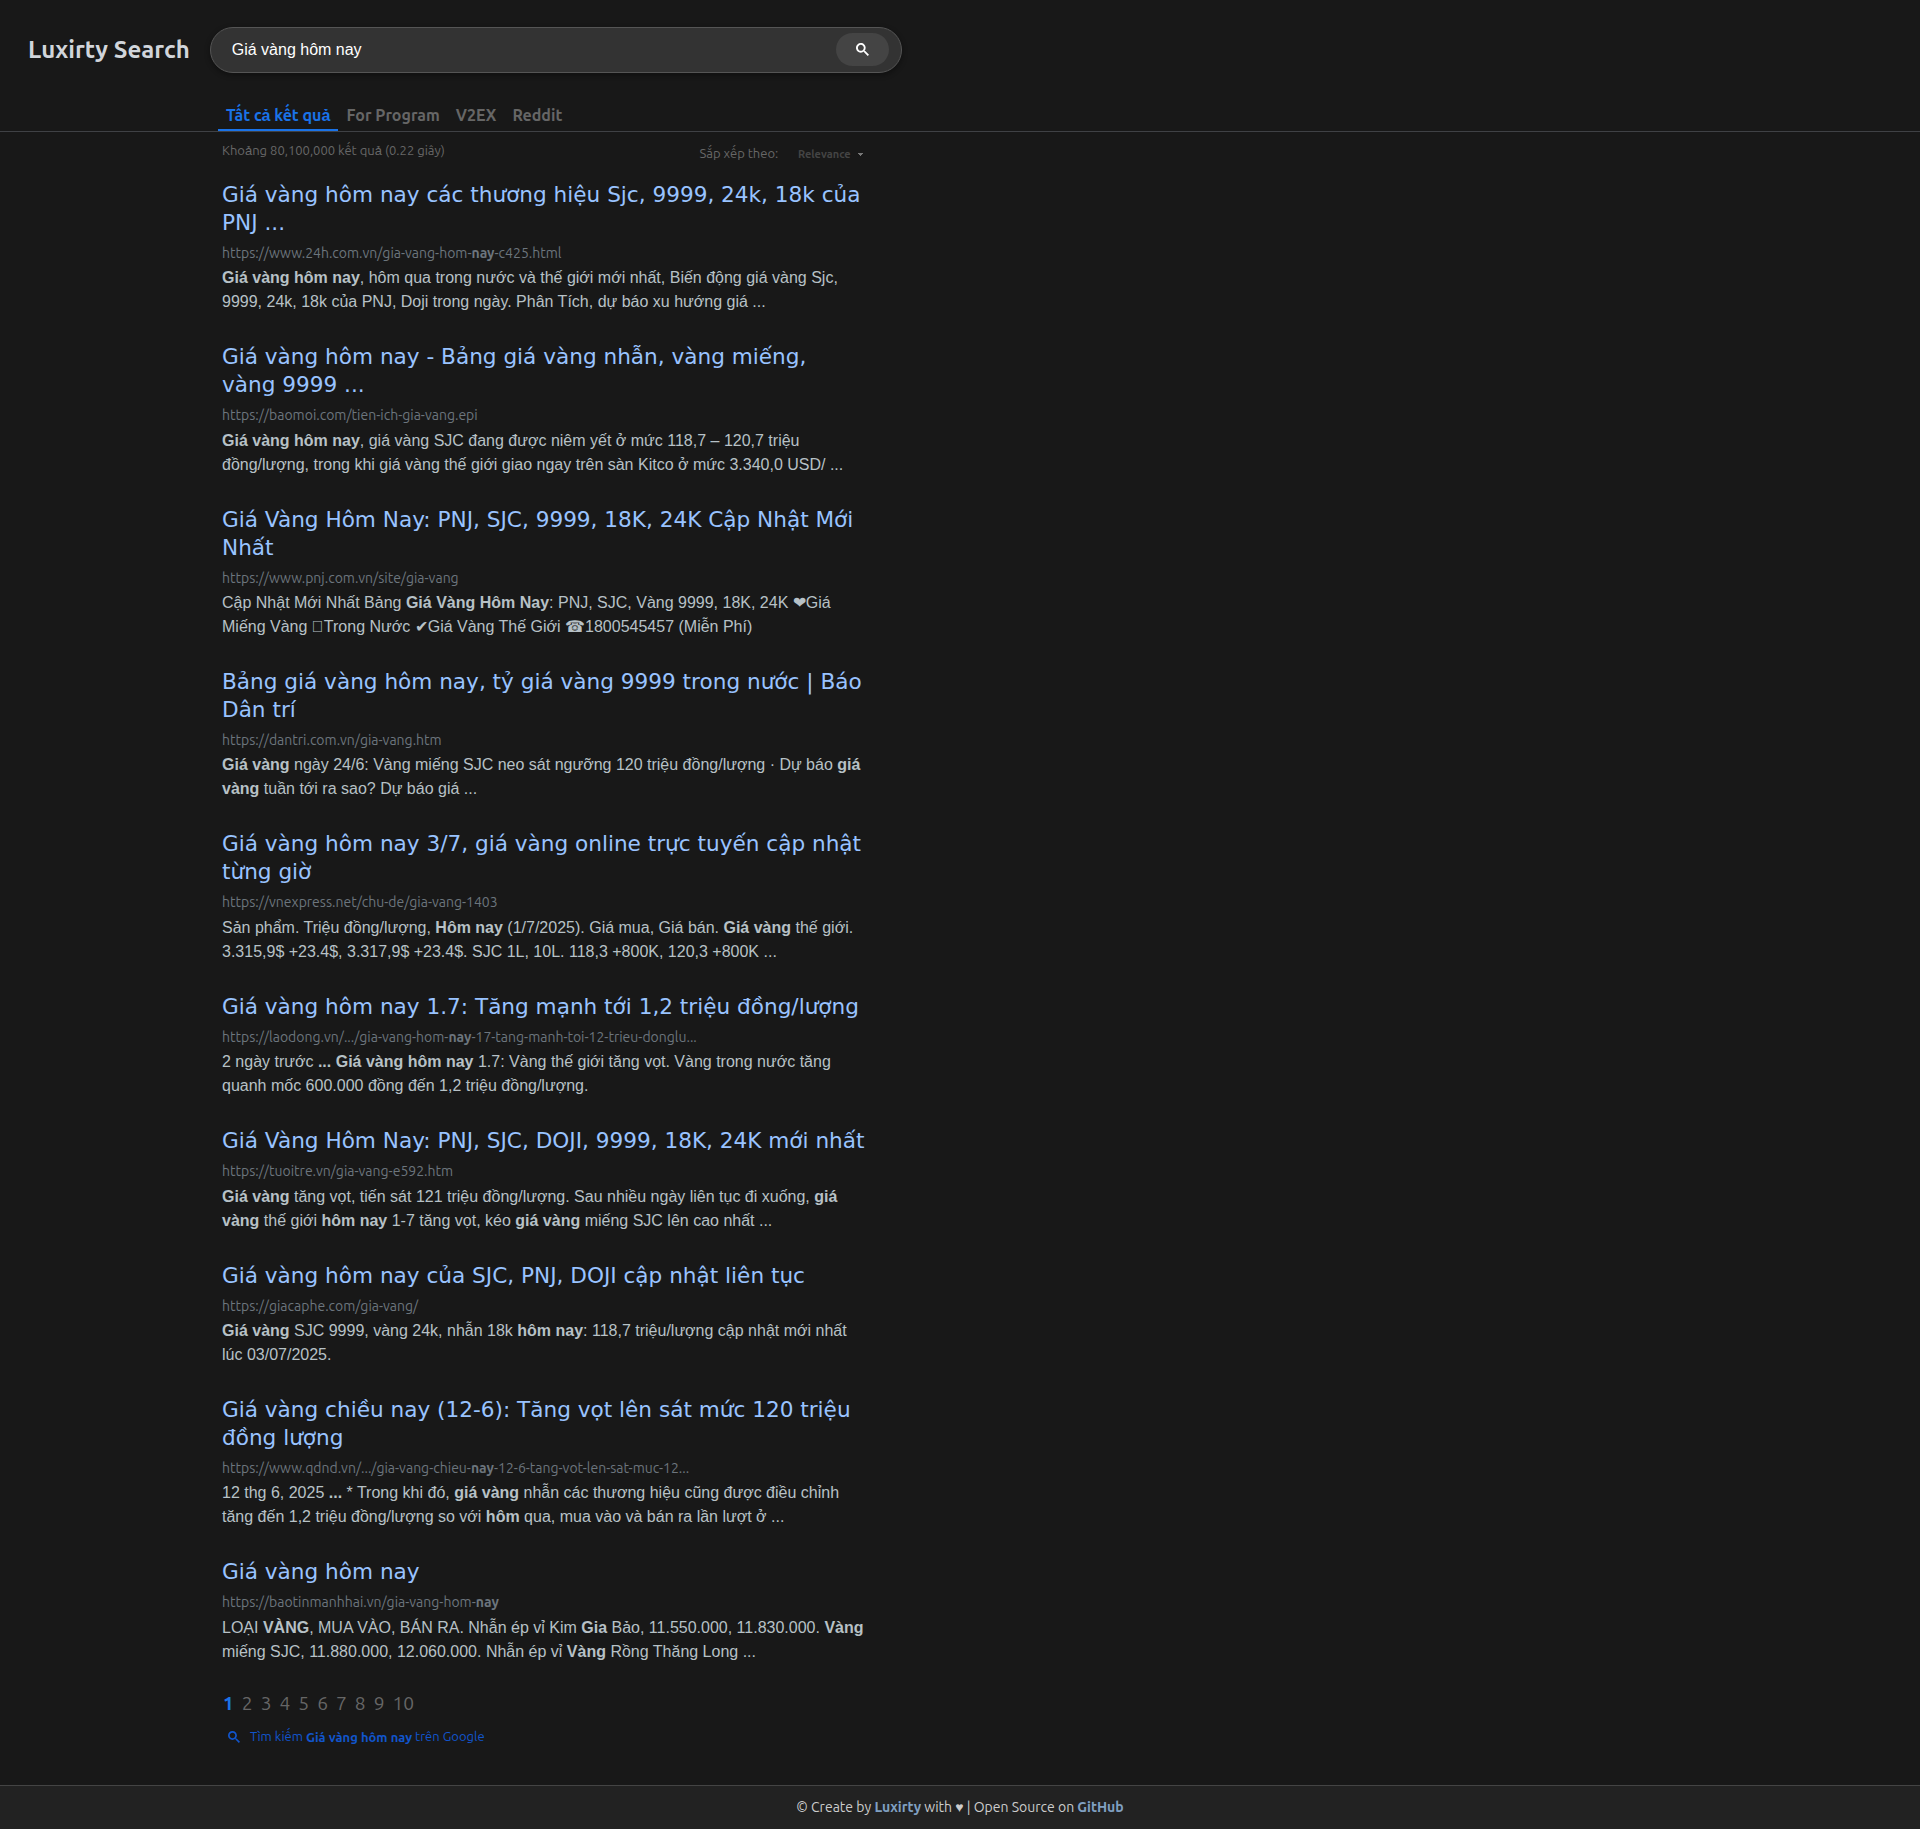 Luxirty Search
Giá vàng hôm nay
Tất cả kết quả For Program V2EX Reddit
Khoảng 80,100,000 kết quả (0.22 giây)
Sắp xếp theo: Relevance
Giá vàng hôm nay các thương hiệu Sjc, 9999, 24k, 18k của
PNJ ...
https://www.24h.com.vn/gia-vang-hom-nay-c425.html
Giá vàng hôm nay, hôm qua trong nước và thế giới mới nhất, Biến động giá vàng Sjc,
9999, 24k, 18k của PNJ, Doji trong ngày. Phân Tích, dự báo xu hướng giá ...
Giá vàng hôm nay - Bảng giá vàng nhẫn, vàng miếng,
vàng 9999 ...
https://baomoi.com/tien-ich-gia-vang.epi
Giá vàng hôm nay, giá vàng SJC đang được niêm yết ở mức 118,7 – 120,7 triệu
đồng/lượng, trong khi giá vàng thế giới giao ngay trên sàn Kitco ở mức 3.340,0 USD/ ...
Giá Vàng Hôm Nay: PNJ, SJC, 9999, 18K, 24K Cập Nhật Mới
Nhất
https://www.pnj.com.vn/site/gia-vang
Cập Nhật Mới Nhất Bảng Giá Vàng Hôm Nay: PNJ, SJC, Vàng 9999, 18K, 24K ❤Giá
Miếng Vàng Trong Nước ✔Giá Vàng Thế Giới ☎1800545457 (Miễn Phí)
Bảng giá vàng hôm nay, tỷ giá vàng 9999 trong nước | Báo
Dân trí
https://dantri.com.vn/gia-vang.htm
Giá vàng ngày 24/6: Vàng miếng SJC neo sát ngưỡng 120 triệu đồng/lượng · Dự báo giá
vàng tuần tới ra sao? Dự báo giá ...
Giá vàng hôm nay 3/7, giá vàng online trực tuyến cập nhật
từng giờ
https://vnexpress.net/chu-de/gia-vang-1403
Sản phẩm. Triệu đồng/lượng, Hôm nay (1/7/2025). Giá mua, Giá bán. Giá vàng thế giới.
3.315,9$ +23.4$, 3.317,9$ +23.4$. SJC 1L, 10L. 118,3 +800K, 120,3 +800K ...
Giá vàng hôm nay 1.7: Tăng mạnh tới 1,2 triệu đồng/lượng
https://laodong.vn/.../gia-vang-hom-nay-17-tang-manh-toi-12-trieu-donglu...
2 ngày trước ... Giá vàng hôm nay 1.7: Vàng thế giới tăng vọt. Vàng trong nước tăng
quanh mốc 600.000 đồng đến 1,2 triệu đồng/lượng.
Giá Vàng Hôm Nay: PNJ, SJC, DOJI, 9999, 18K, 24K mới nhất
https://tuoitre.vn/gia-vang-e592.htm
Giá vàng tăng vọt, tiến sát 121 triệu đồng/lượng. Sau nhiều ngày liên tục đi xuống, giá
vàng thế giới hôm nay 1-7 tăng vọt, kéo giá vàng miếng SJC lên cao nhất ...
Giá vàng hôm nay của SJC, PNJ, DOJI cập nhật liên tục
https://giacaphe.com/gia-vang/
Giá vàng SJC 9999, vàng 24k, nhẫn 18k hôm nay: 118,7 triệu/lượng cập nhật mới nhất
lúc 03/07/2025.
Giá vàng chiều nay (12-6): Tăng vọt lên sát mức 120 triệu
đồng lượng
https://www.qdnd.vn/.../gia-vang-chieu-nay-12-6-tang-vot-len-sat-muc-12...
12 thg 6, 2025 ... * Trong khi đó, giá vàng nhẫn các thương hiệu cũng được điều chỉnh
tăng đến 1,2 triệu đồng/lượng so với hôm qua, mua vào và bán ra lần lượt ở ...
Giá vàng hôm nay
https://baotinmanhhai.vn/gia-vang-hom-nay
LOẠI VÀNG, MUA VÀO, BÁN RA. Nhẫn ép vỉ Kim Gia Bảo, 11.550.000, 11.830.000. Vàng
miếng SJC, 11.880.000, 12.060.000. Nhẫn ép vỉ Vàng Rồng Thăng Long ...
1 2 3 4 5 6 7 8 9 10
Tìm kiếm Giá vàng hôm nay trên Google
© Create by Luxirty with ♥ | Open Source on GitHub